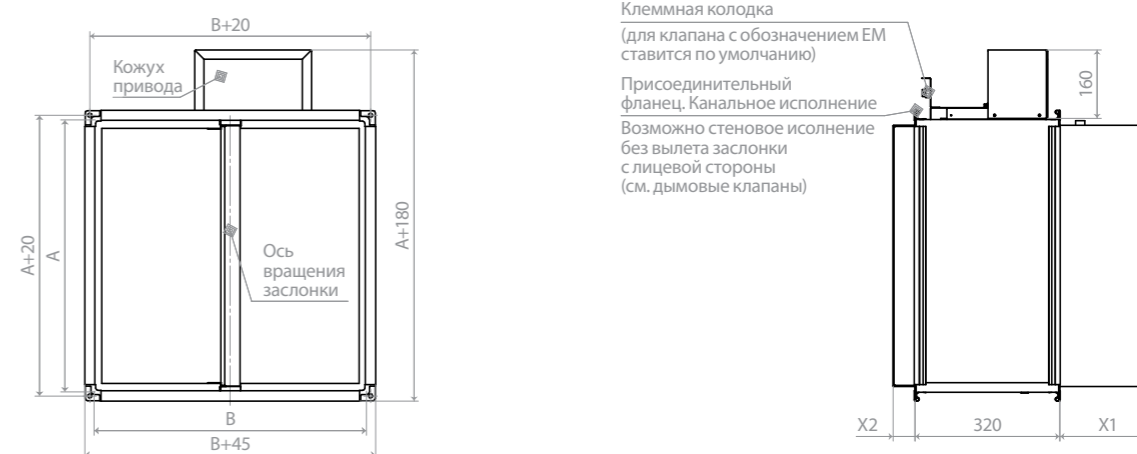 B+20
Кожух
привода
A+20
A
A+180
Ось
вращения
заслонки
B
B+45
Клеммная колодка
(для клапана с обозначением ЕМ
ставится по умолчанию)
Присоединительный
фланец. Канальное исполнение
Возможно стеновое исолнение
без вылета заслонки
с лицевой стороны
(см. дымовые клапаны)
160
X2
320
X1